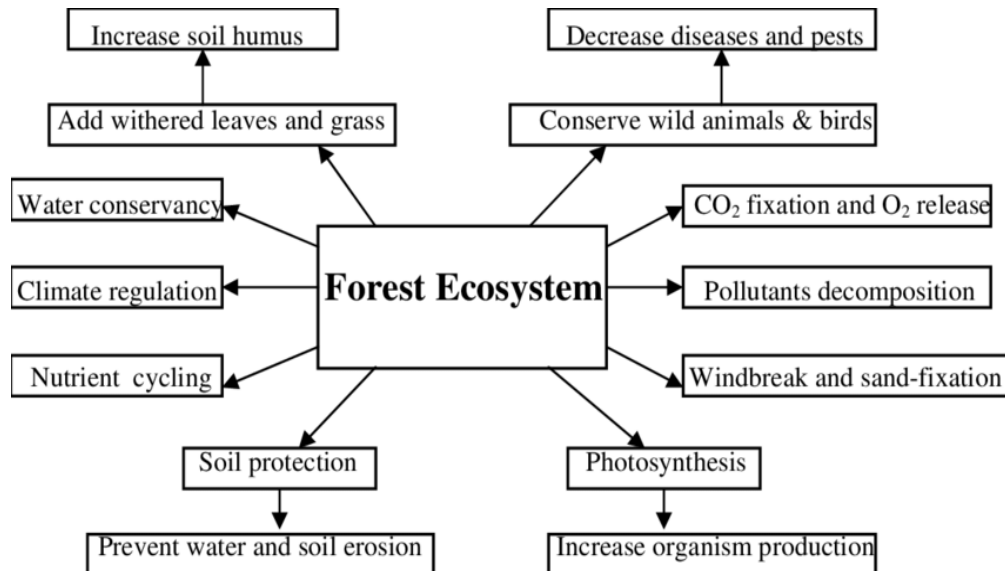 Increase soil humus
Decrease diseases and pests
Add withered leaves and grass
Conserve wild animals & birds
Water conservancy
CO₂ fixation and O₂ release
Forest Ecosystem
Climate regulation
Pollutants decomposition
Nutrient cycling
Windbreak and sand-fixation
Soil protection
Photosynthesis
Prevent water and soil erosion
Increase organism production